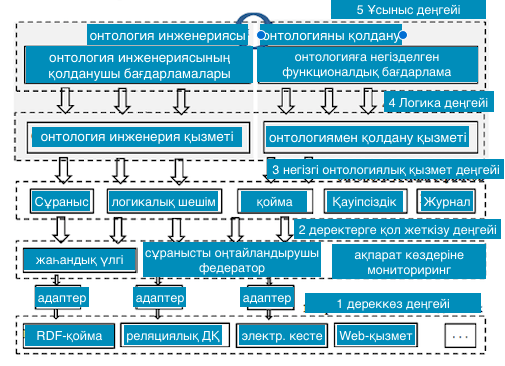 5 Ұсыныс деңгейі
онтология инженериясы
онтологияны қолдану
онтология инженериясының
қолданушы бағдарламалары
онтологияга негізделген
функционалдық бағдарлама
4 Логика деңгейі
онтология инженерия қызметі
онтологиямен қолдану қызметі
3 негізгі онтологиялық қызмет деңгейі
Сұраныс
логикалық шешім
қойма
Қауіпсіздік
Журнал
2 деректерге қол жеткізу деңгейі
жаһандық үлгі
сұранысты оңтайландырушы
федератор
ақпарат көздеріне
мониториринг
адаптер
адаптер
адаптер
1 дереккөз деңгейі
RDF-қойма
реляциялық ДҚ
электр. кесте
Web-қызмет
...